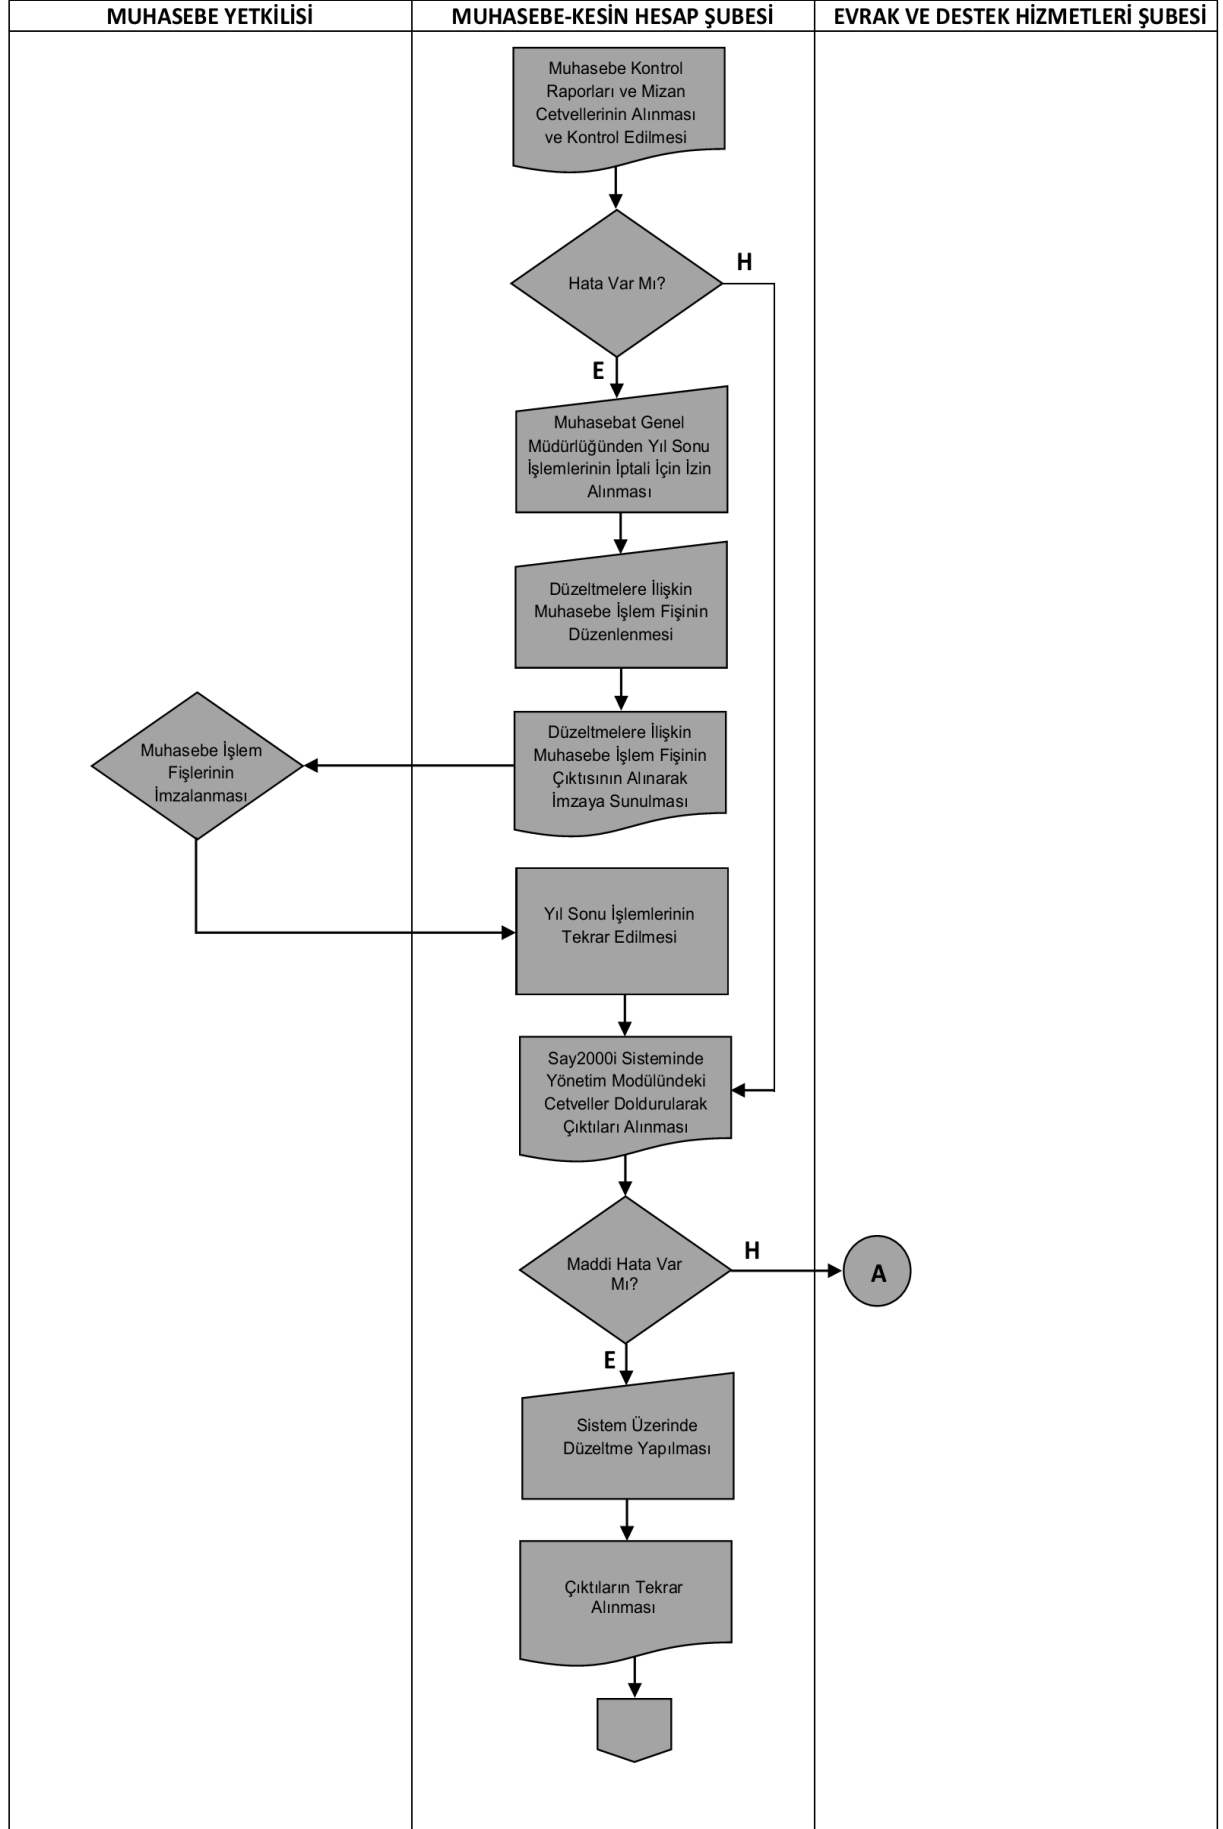 MUHASEBE YETKİLİSİ
MUHASEBE-KESİN HESAP ŞUBESİ
EVRAK VE DESTEK HİZMETLERİ ŞUBESİ
Muhasebe Kontrol
Raporları ve Mizan
Cetvellerinin Alınması
ve Kontrol Edilmesi
H
Hata Var Mı?
E
Muhasebat Genel
Müdürlüğünden Yıl Sonu
İşlemlerinin İptali İçin İzin
Alınması
Düzeltmelere İlişkin
Muhasebe İşlem Fişinin
Düzenlenmesi
Düzeltmelere İlişkin
Muhasebe İşlem Fişinin
Çıktısının Alınarak
İmzaya Sunulması
Muhasebe İşlem
Fişlerinin
İmzalanması
Yıl Sonu İşlemlerinin
Tekrar Edilmesi
Say2000i Sisteminde
Yönetim Modülündeki
Cetveller Doldurularak
Çıktıları Alınması
Maddi Hata Var
Mı?
H
A
E
Sistem Üzerinde
Düzeltme Yapılması
Çıktıların Tekrar
Alınması